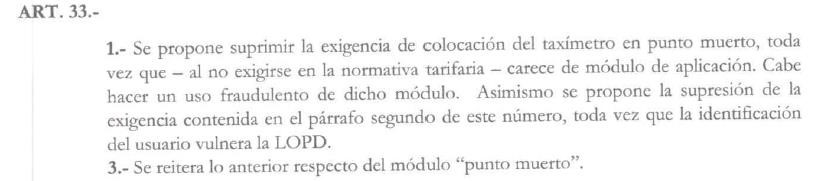 ART. 33.-
1.- Se propone suprimir la exigencia de colocación del taxímetro en punto muerto, toda
vez que – al no exigirse en la normativa tarifaria – carece de módulo de aplicación. Cabe
hacer un uso fraudulento de dicho módulo. Asimismo se propone la supresión de la
exigencia contenida en el párrafo segundo de este número, toda vez que la identificación
del usuario vulnera la LOPD.
3.- Se reitera lo anterior respecto del módulo “punto muerto”.